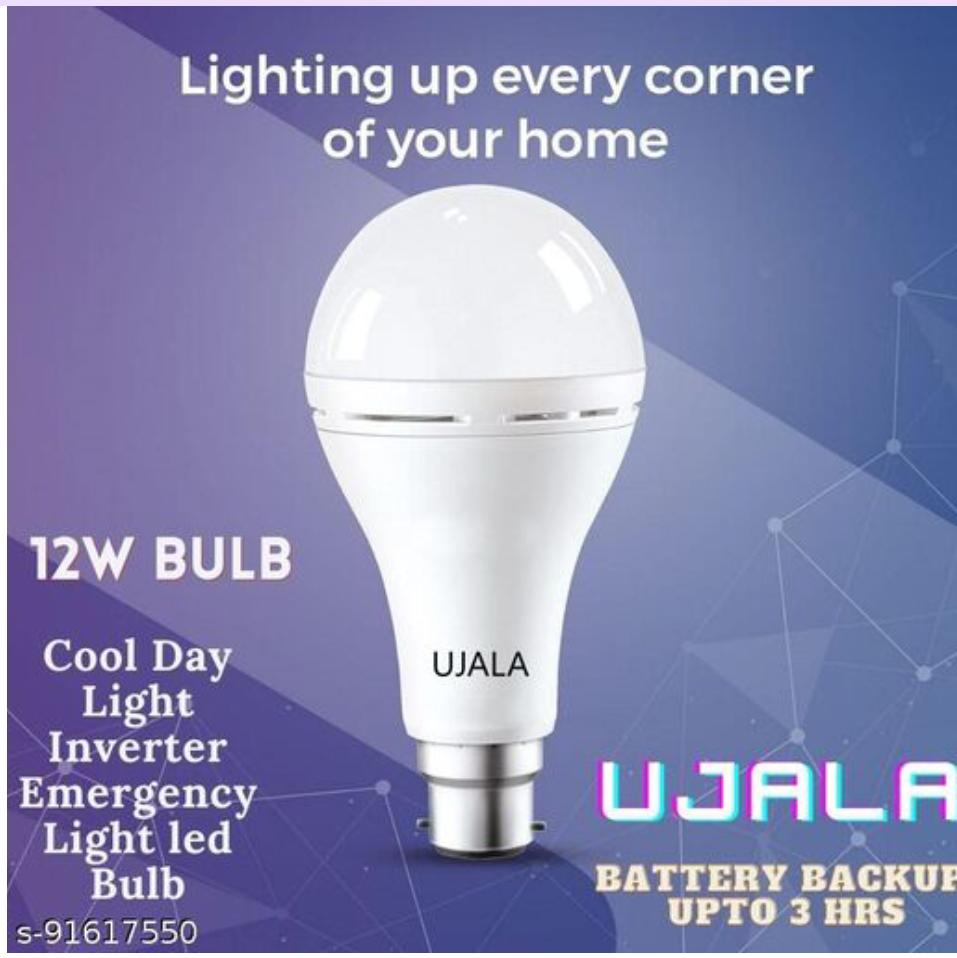 Lighting up every corner
of your home
12W BULB
Cool Day
Light
Inverter
Emergency
Light led
Bulb
UJALA
UJALA
BATTERY BACKUP
UPTO 3 HRS
s-91617550